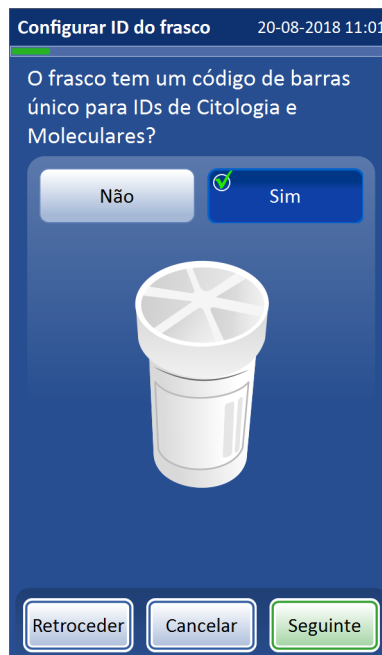 Configurar ID do frasco 20-08-2018 11:01
O frasco tem um código de barras
único para IDs de Citologia e
Moleculares?
Não Sim
Retroceder Cancelar Seguinte